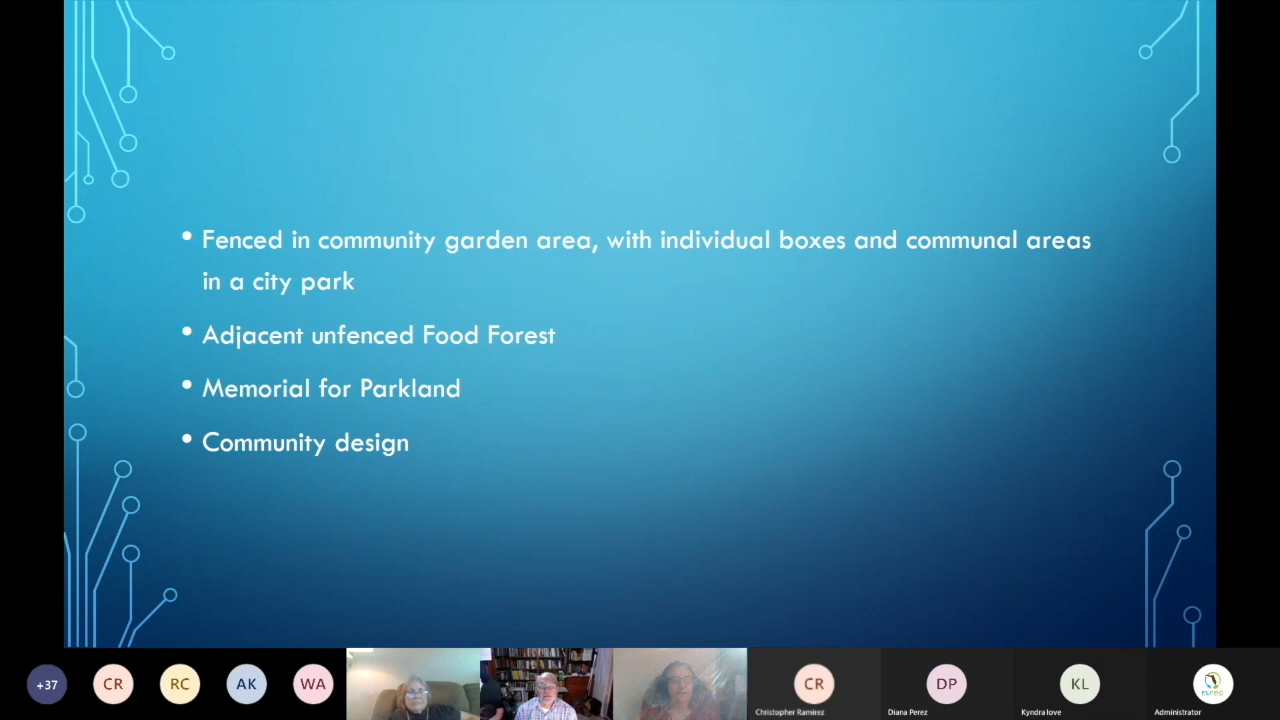 • Fenced in community garden area, with individual boxes and communal areas
in a city park
• Adjacent unfenced Food Forest
• Memorial for Parkland
• Community design
+37
CR
RC
AK
WA
CR
Christopher Ramirez
DP
Diana Perez
KL
Kyndra love
Administrator